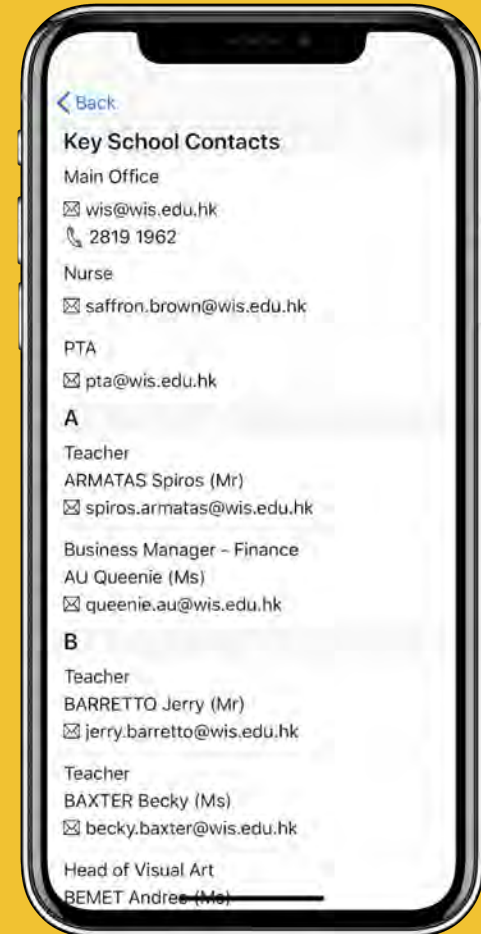 Back
Key School Contacts
Main Office
wis@wis.edu.hk
2819 1962
Nurse
saffron.brown@wis.edu.hk
PTA
pta@wis.edu.hk
A
Teacher
ARMATAS Spiros (Mr)
spiros.armatas@wis.edu.hk
Business Manager – Finance
AU Queenie (Ms)
queenie.au@wis.edu.hk
B
Teacher
BARRETTO Jerry (Mr)
jerry.barretto@wis.edu.hk
Teacher
BAXTER Becky (Ms)
becky.baxter@wis.edu.hk
Head of Visual Art
BEMET Andree (Ms)